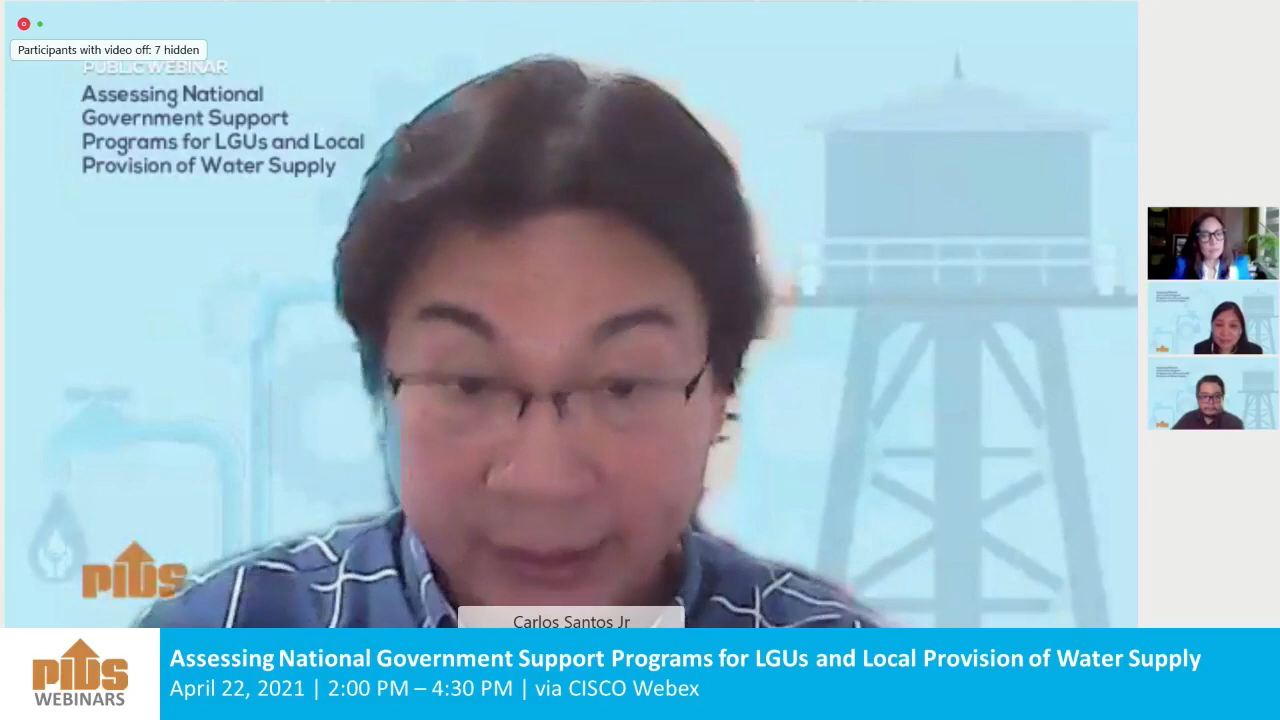 Participants with video off: 7 hidden
PUBLIC WEBINAR
Assessing National
Government Support
Programs for LGUs and Local
Provision of Water Supply
PIDS
Carlos Santos Jr
PIDS
WEBINARS
Assessing National Government Support Programs for LGUs and Local Provision of Water Supply
April 22, 2021 | 2:00 PM – 4:30 PM | via CISCO Webex